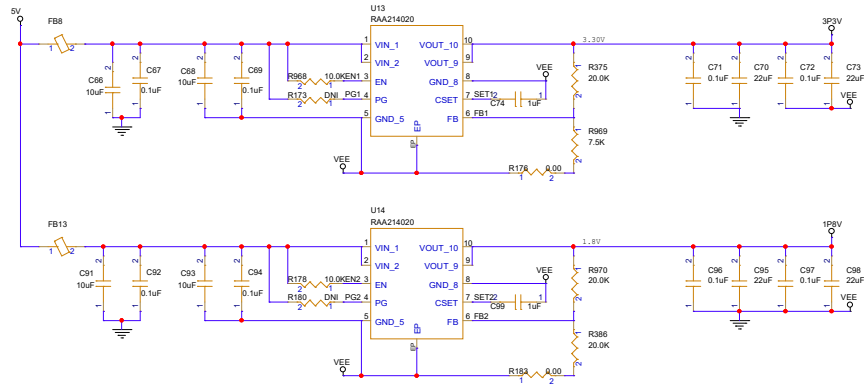 5V
FB8
1
2
C66
10uF
C67
0.1uF
C68
10uF
C69
0.1uF
R968
10.0K
EN1
R173
DNI
PG1
U13
RAA214020
1
VIN_1
VOUT_10
10
2
VIN_2
VOUT_9
9
3
EN
GND_8
8
4
PG
CSET
7
SET1
5
GND_5
FB
6
FB1
EP
EP
VEE
C74
1uF
VEE
3.30V
R375
20.0K
R969
7.5K
R176
0.00
C71
0.1uF
C70
22uF
C72
0.1uF
C73
22uF
3P3V
VEE
FB13
1
2
C91
10uF
C92
0.1uF
C93
10uF
C94
0.1uF
R178
10.0K
EN2
R180
DNI
PG2
U14
RAA214020
1
VIN_1
VOUT_10
10
2
VIN_2
VOUT_9
9
3
EN
GND_8
8
4
PG
CSET
7
SET2
5
GND_5
FB
6
FB2
EP
EP
VEE
C99
1uF
VEE
1.8V
R970
20.0K
R386
20.0K
R183
0.00
C96
0.1uF
C95
22uF
C97
0.1uF
C98
22uF
1P8V
VEE